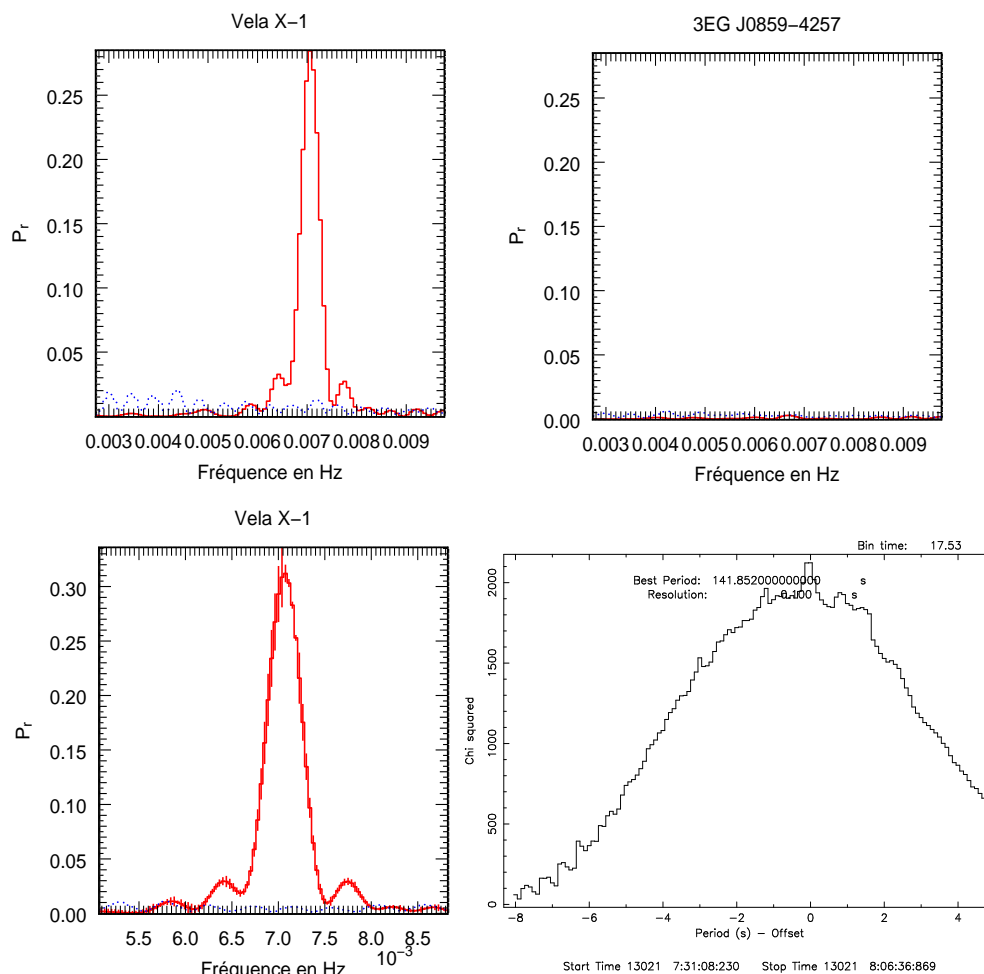 Vela X−1
0.25
0.20
0.15
0.10
0.05
Pr
0.003 0.004 0.005 0.006 0.007 0.008 0.009
Fréquence en Hz
3EG J0859−4257
0.25
0.20
0.15
0.10
0.05
0.00
Pr
0.003 0.004 0.005 0.006 0.007 0.008 0.009
Fréquence en Hz
Vela X−1
0.30
0.25
0.20
0.15
0.10
0.05
0.00
Pr
5.5 6.0 6.5 7.0 7.5 8.0 8.5
10−3
Fréquence en Hz
Bin time: 17.53
Best Period: 141.852000000000 s
Resolution: 0.100 s
2000
1500
1000
500
0
Chi squared
−8 −6 −4 −2 0 2 4
Period (s) − Offset
Start Time 13021 7:31:08:230 Stop Time 13021 8:06:36:869